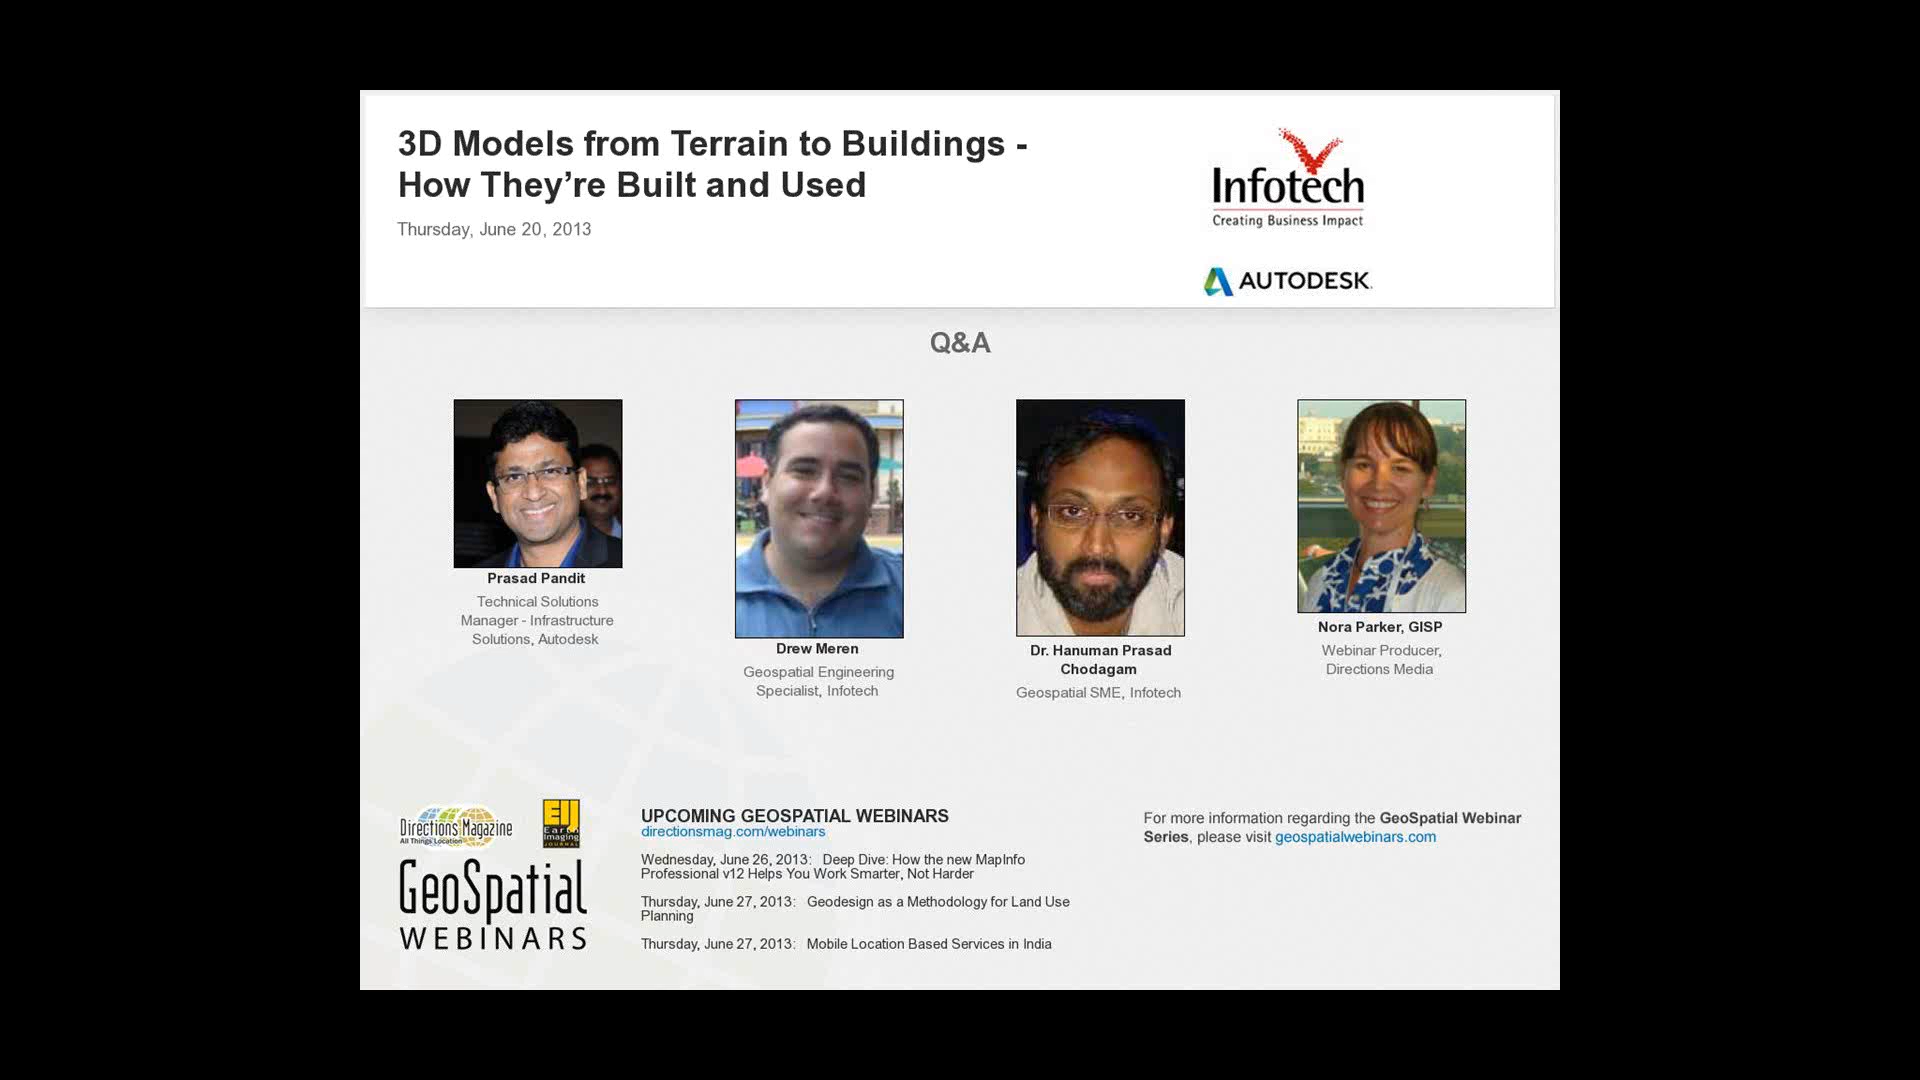 3D Models from Terrain to Buildings -
How They're Built and Used
Thursday, June 20, 2013
Infotech
Creating Business Impact
AUTODESK.
Q&A
Prasad Pandit
Technical Solutions
Manager - Infrastructure
Solutions, Autodesk
Drew Meren
Geospatial Engineering
Specialist, Infotech
Dr. Hanuman Prasad
Chodagam
Geospatial SME, Infotech
Nora Parker, GISP
Webinar Producer,
Directions Media
Directions Magazine
All Things Location
EIJ
Earth
Imaging
JOURNAL
GeoSpatial
WEBINARS
UPCOMING GEOSPATIAL WEBINARS
directionsmag.com/webinars
Wednesday, June 26, 2013: Deep Dive: How the new MapInfo
Professional v12 Helps You Work Smarter, Not Harder
Thursday, June 27, 2013: Geodesign as a Methodology for Land Use
Planning
Thursday, June 27, 2013: Mobile Location Based Services in India
For more information regarding the GeoSpatial Webinar
Series, please visit geospatialwebinars.com